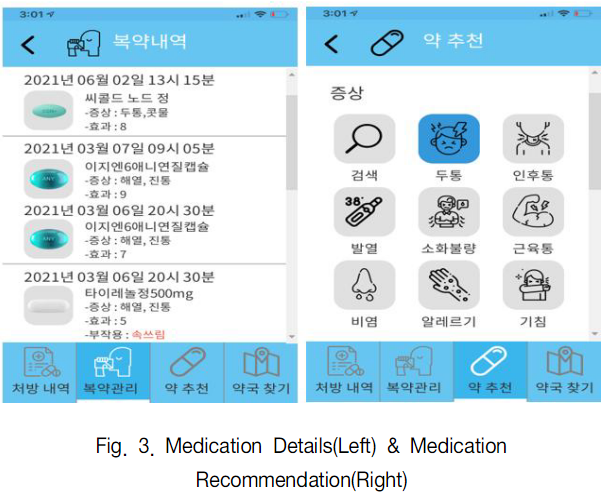 3:01
복약내역
2021년 06월 02일 13시 15분
씨콜드 노드 정
-증상 : 두통,콧물
-효과 : 8
2021년 03월 07일 09시 05분
이지엔6애니연질캡슐
-증상 : 해열, 진통
-효과 : 9
2021년 03월 06일 20시 30분
이지엔6애니연질캡슐
-증상 : 해열, 진통
-효과 : 7
2021년 03월 06일 20시 30분
타이레놀정500mg
-증상 : 해열, 진통
-효과 : 5
-부작용 : 속쓰림
처방 내역 복약관리 약 추천 약국 찾기
3:01
약 추천
증상
검색 두통 인후통
38°
발열 소화불량 근육통
비염 알레르기 기침
처방 내역 복약관리 약 추천 약국 찾기
Fig. 3. Medication Details(Left) & Medication
Recommendation(Right)